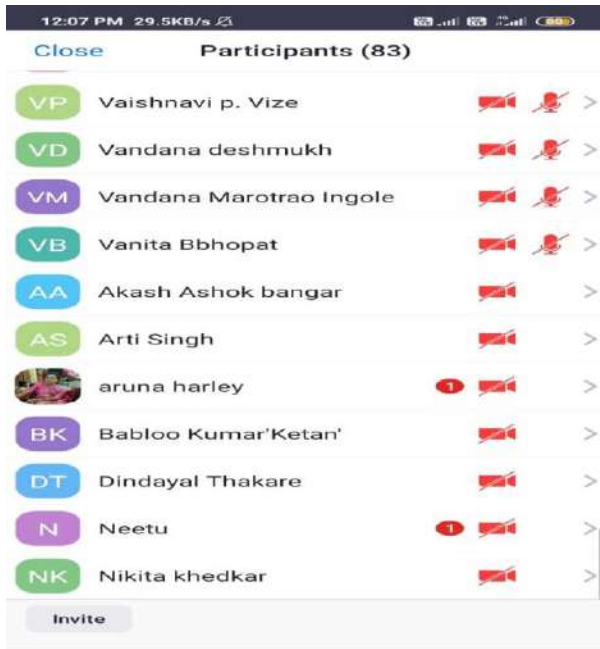 12:07 PM 29.5KB/s
Close Participants (83)
VP Vaishnavi p. Vize
VD Vandana deshmukh
VM Vandana Marotrao Ingole
VB Vanita Bbhopat
AA Akash Ashok bangar
AS Arti Singh
aruna harley 1
BK Babloo Kumar'Ketan'
DT Dindayal Thakare
N Neetu 1
NK Nikita khedkar
Invite